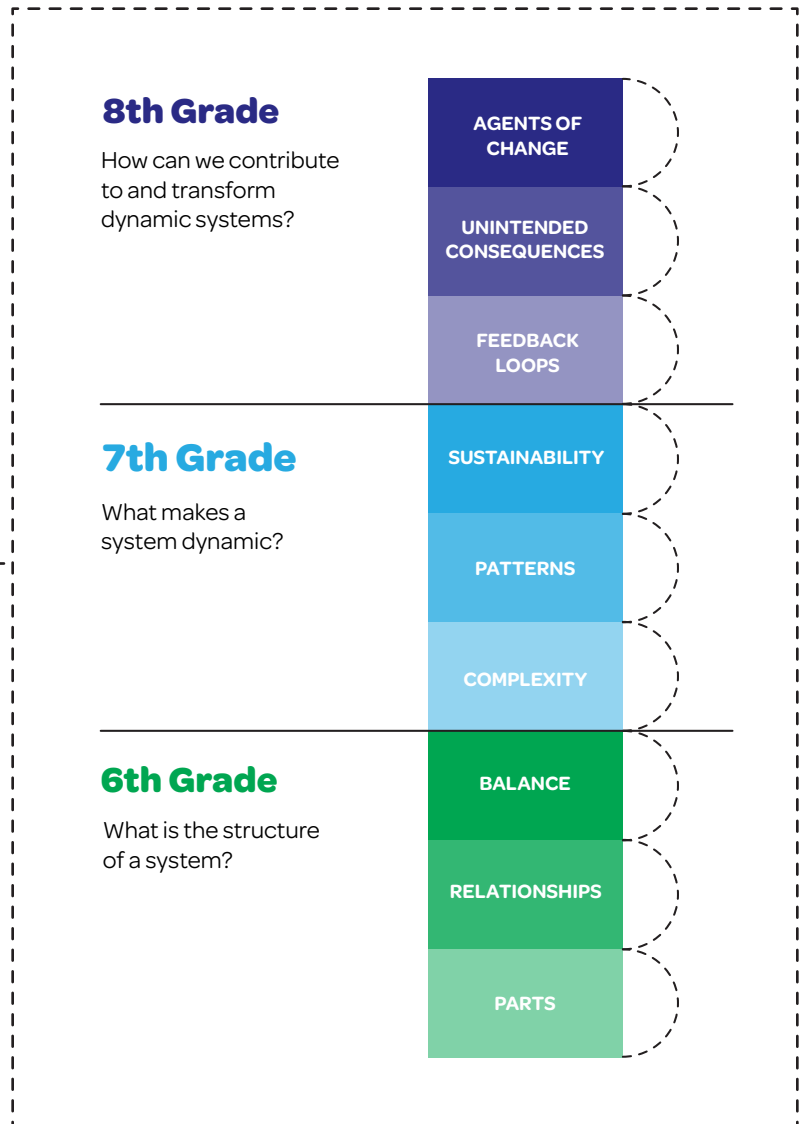 8th Grade
How can we contribute
to and transform
dynamic systems?
AGENTS OF
CHANGE
UNINTENDED
CONSEQUENCES
FEEDBACK
LOOPS
7th Grade
What makes a
system dynamic?
SUSTAINABILITY
PATTERNS
COMPLEXITY
6th Grade
What is the structure
of a system?
BALANCE
RELATIONSHIPS
PARTS